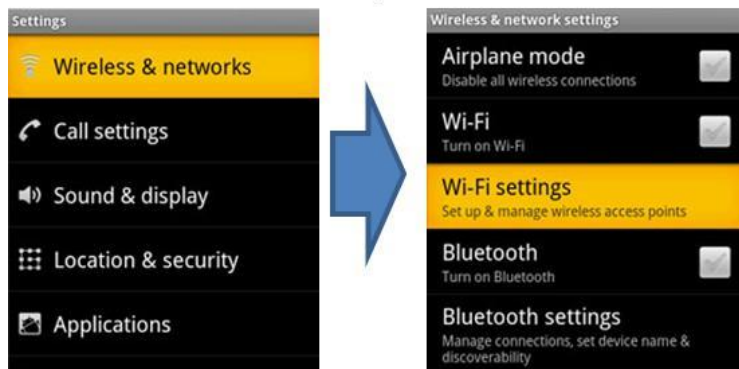 Settings
Wireless & networks
Call settings
Sound & display
Location & security
Applications
Wireless & network settings
Airplane mode
Disable all wireless connections
Wi-Fi
Turn on Wi-Fi
Wi-Fi settings
Set up & manage wireless access points
Bluetooth
Turn on Bluetooth
Bluetooth settings
Manage connections, set device name &
discoverability